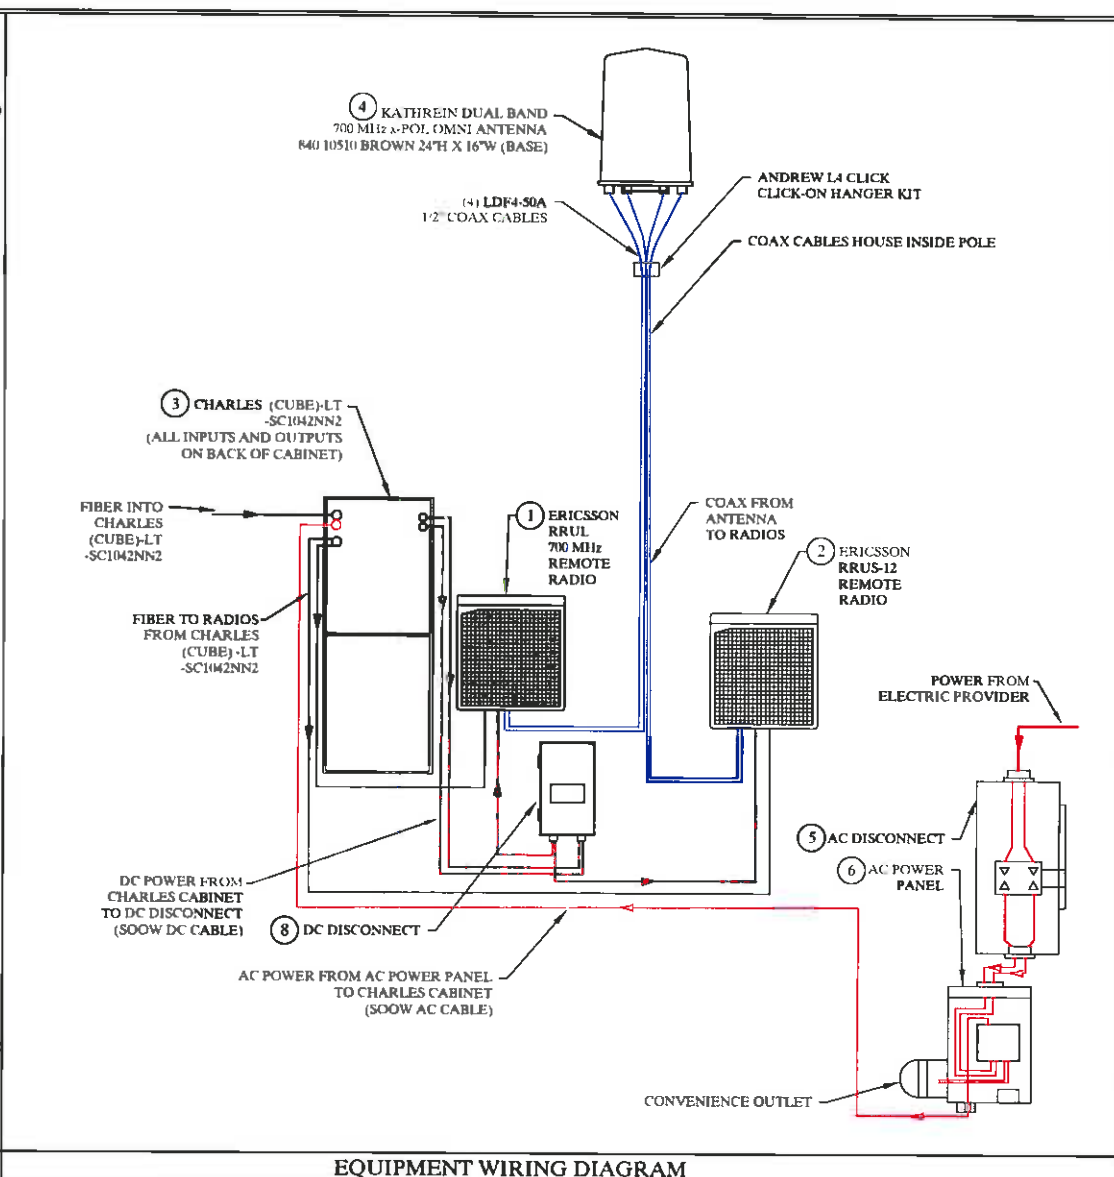 4 KATHREIN DUAL BAND
700 MHz x-POL OMNI ANTENNA
840 10510 BROWN 24"H X 16"W (BASE)
ANDREW L4 CLICK
CLICK-ON HANGER KIT
(4) LDF4-50A
1/2" COAX CABLES
COAX CABLES HOUSE INSIDE POLE
3 CHARLES (CUBE)-LT
-SC1042NN2
(ALL INPUTS AND OUTPUTS
ON BACK OF CABINET)
FIBER INTO
CHARLES
(CUBE)-LT
-SC1042NN2
1 ERICSSON
RRUL
700 MHz
REMOTE
RADIO
COAX FROM
ANTENNA
TO RADIOS
2 ERICSSON
RRUS-12
REMOTE
RADIO
FIBER TO RADIOS
FROM CHARLES
(CUBE) -LT
-SC1042NN2
POWER FROM
ELECTRIC PROVIDER
5 AC DISCONNECT
6 AC POWER
PANEL
DC POWER FROM
CHARLES CABINET
TO DC DISCONNECT
(SOOW DC CABLE)
8 DC DISCONNECT
AC POWER FROM AC POWER PANEL
TO CHARLES CABINET
(SOOW AC CABLE)
CONVENIENCE OUTLET
EQUIPMENT WIRING DIAGRAM